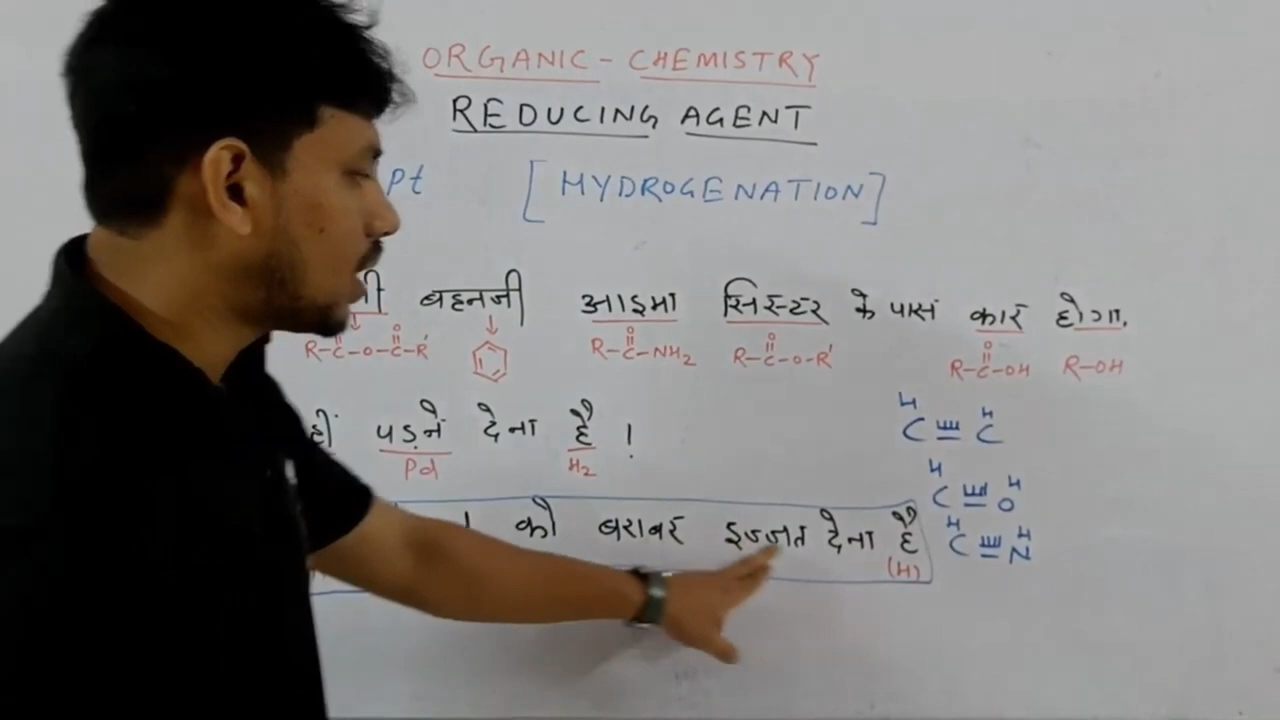 ORGANIC - CHEMISTRY
REDUCING AGENT
Pt [HYDROGENATION]
बहनजी आइमा सिस्टर के पास कार होगा.
R-C-O-C-R' R-C-NH2 R-C-O-R' R-C-OH R-OH
O O O O O
पड़ने देना है !
Pd H2
H H
C ≡ C
H H
C ≡ O
को बराबर इज्जत देना है
(H)
H H
C ≡ N